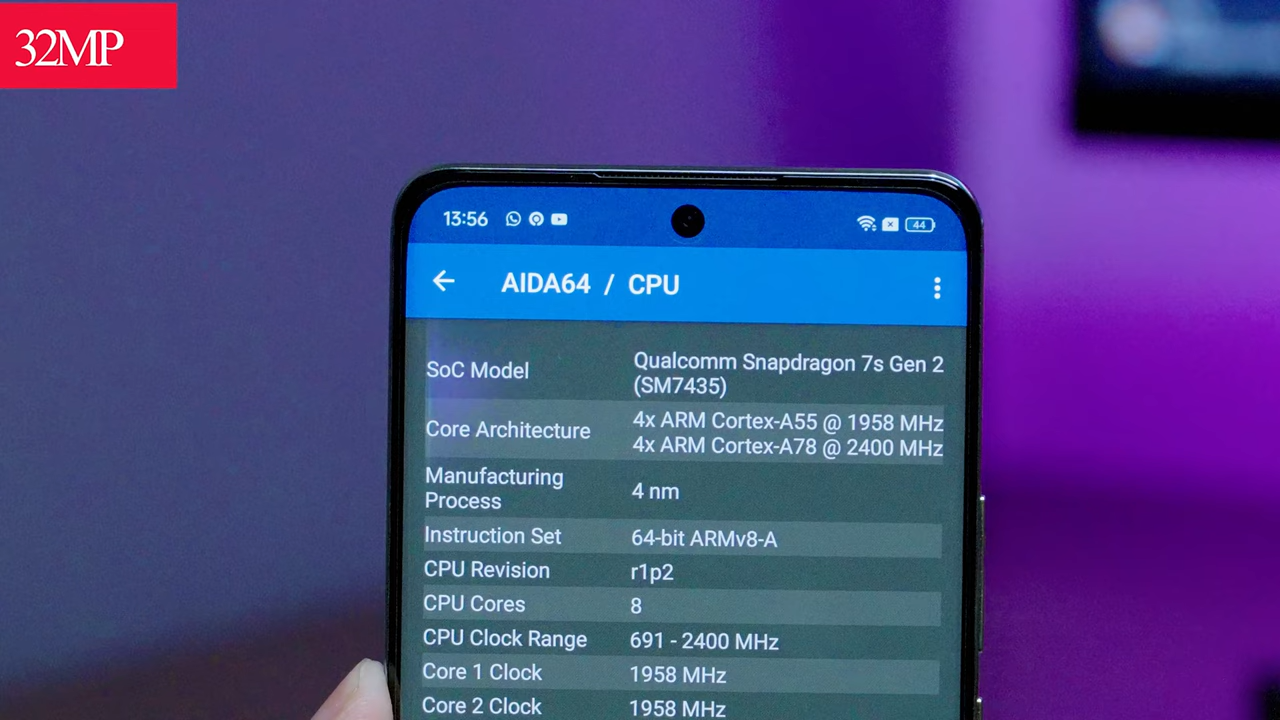 32MP
13:56 44
AIDA64 / CPU
SoC Model Qualcomm Snapdragon 7s Gen 2
(SM7435)
Core Architecture 4x ARM Cortex-A55 @ 1958 MHz
4x ARM Cortex-A78 @ 2400 MHz
Manufacturing
Process 4 nm
Instruction Set 64-bit ARMv8-A
CPU Revision r1p2
CPU Cores 8
CPU Clock Range 691 - 2400 MHz
Core 1 Clock 1958 MHz
Core 2 Clock 1958 MHz